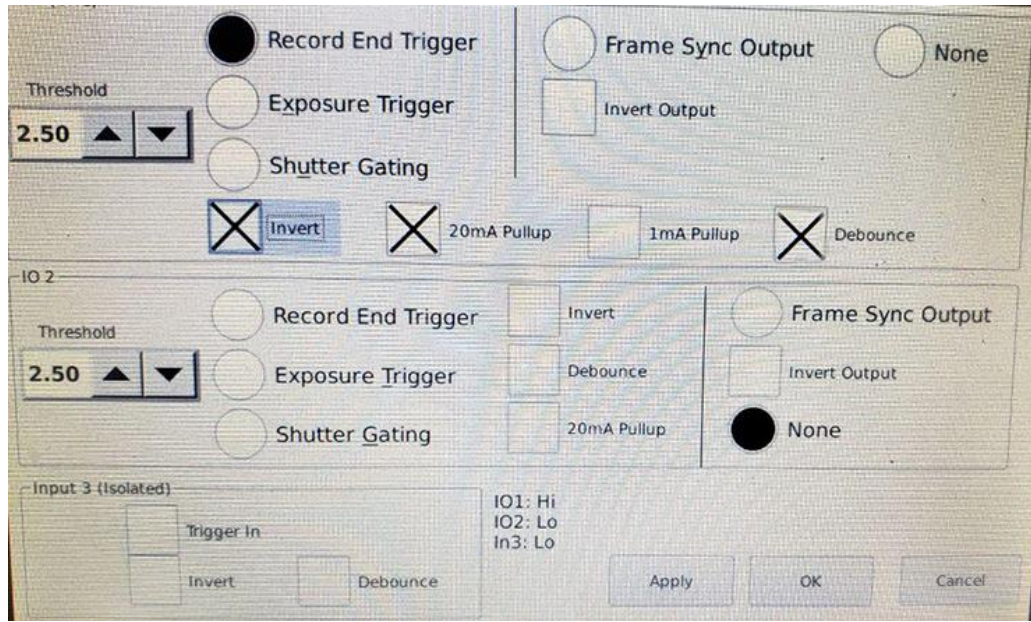 Record End Trigger
Frame Sync Output
None
Threshold
Exposure Trigger
Invert Output
2.50
Shutter Gating
Invert
20mA Pullup
1mA Pullup
Debounce
IO 2
Record End Trigger
Invert
Frame Sync Output
Threshold
2.50
Exposure Trigger
Debounce
Invert Output
Shutter Gating
20mA Pullup
None
Input 3 (Isolated)
Trigger In
Invert
Debounce
IO1: Hi
IO2: Lo
In3: Lo
Apply
OK
Cancel